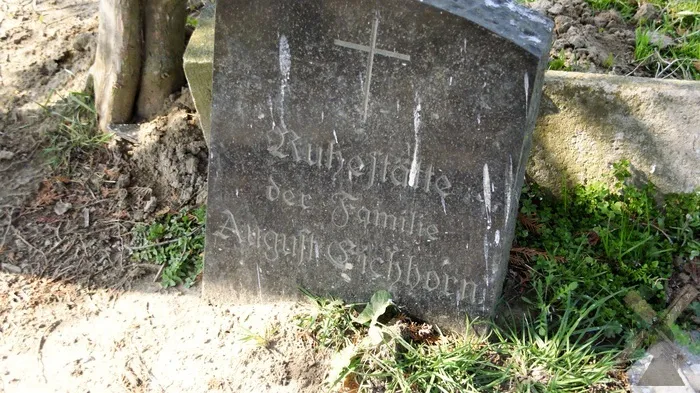 Ruhestätte
der Familie
August Eichhorn